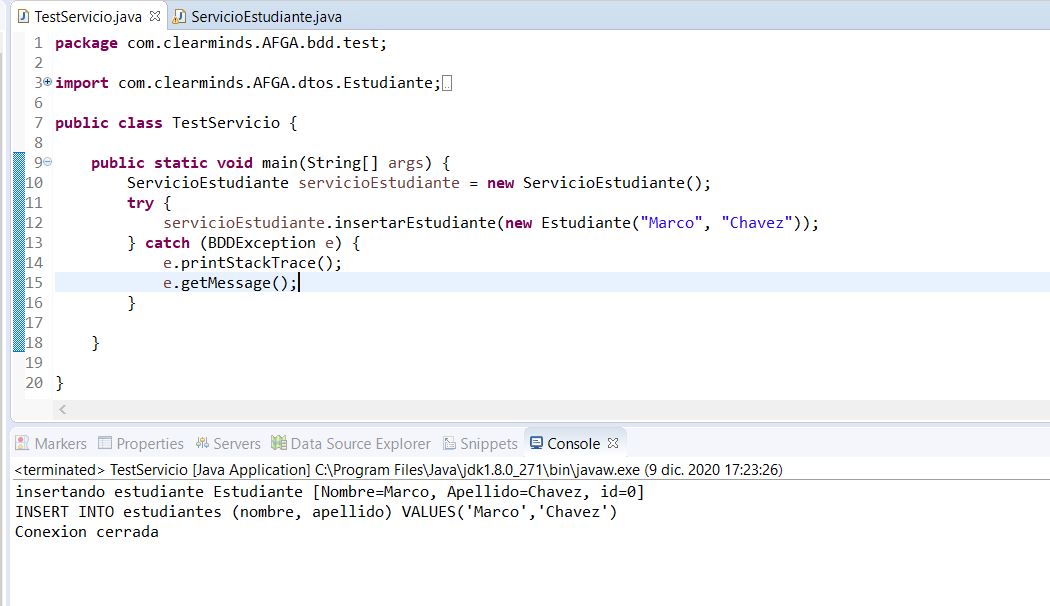 TestServicio.java ServicioEstudiante.java
1 package com.clearminds.AFGA.bdd.test;
2
3 import com.clearminds.AFGA.dtos.Estudiante;
6
7 public class TestServicio {
8
9 public static void main(String[] args) {
10 ServicioEstudiante servicioEstudiante = new ServicioEstudiante();
11 try {
12 servicioEstudiante.insertarEstudiante(new Estudiante("Marco", "Chavez"));
13 } catch (BDDException e) {
14 e.printStackTrace();
15 e.getMessage();
16 }
17
18 }
19
20 }
Markers Properties Servers Data Source Explorer Snippets Console
<terminated> TestServicio [Java Application] C:\Program Files\Java\jdk1.8.0_271\bin\javaw.exe (9 dic. 2020 17:23:26)
insertando estudiante Estudiante [Nombre=Marco, Apellido=Chavez, id=0]
INSERT INTO estudiantes (nombre, apellido) VALUES('Marco','Chavez')
Conexion cerrada